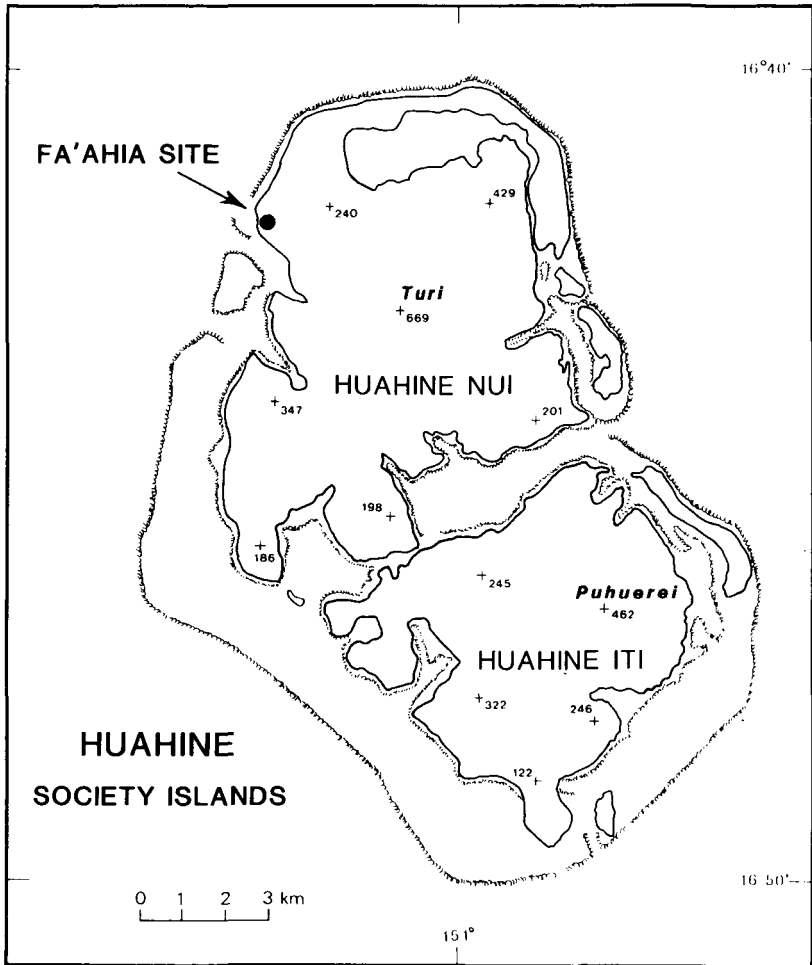 16°40'
FA'AHIA SITE
429
240
Turi
669
HUAHINE NUI
347
201
198
186
245
Puhuerei
462
HUAHINE ITI
322
246
HUAHINE
122
SOCIETY ISLANDS
16 50'
0 1 2 3 km
151°